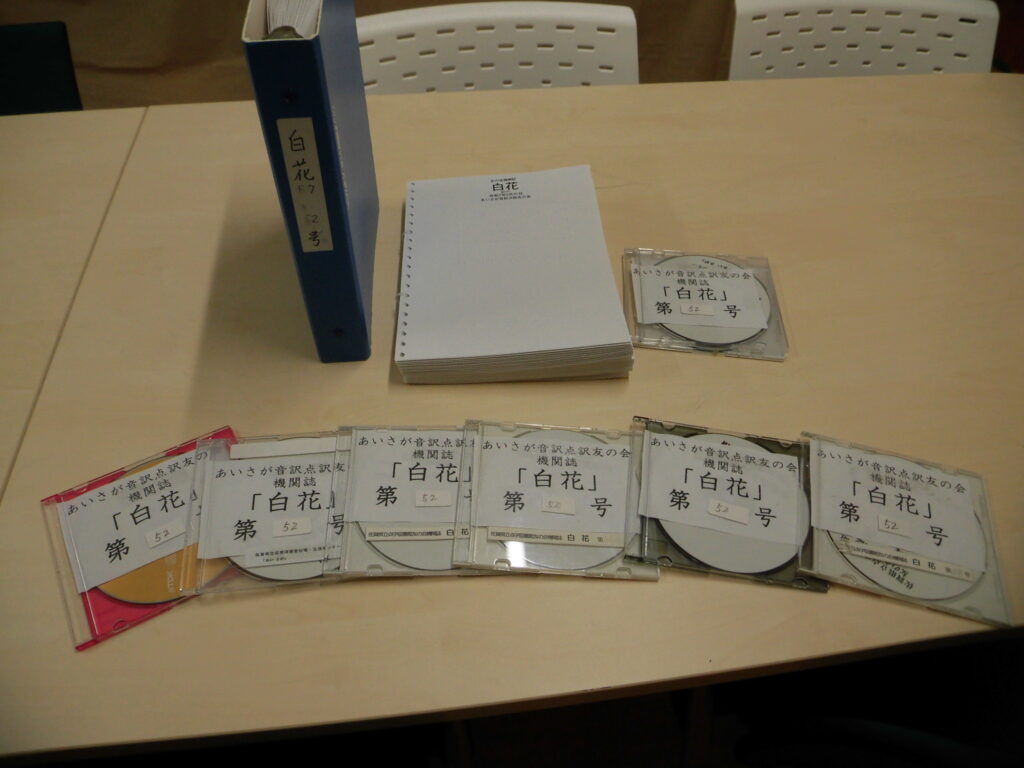 白花
52
号
白花
あいさが音訳点訳友の会
機関誌
「白花」
第 52 号
あいさが音訳点訳友の
機関誌
「白花
第 52
あいさが音訳点訳友
機関誌
「白花
第 52 号
あいさが音訳点訳友
機関誌
「白花
第 52 号
白花
あいさが音訳点訳友の会
機関誌
「白花」
第 52 号
白花 第
あいさが音訳点訳友の会
機関誌
「白花」
第 52 号
あいさが音訳点訳友の会
機関誌
「白花」
第 52 号
白花